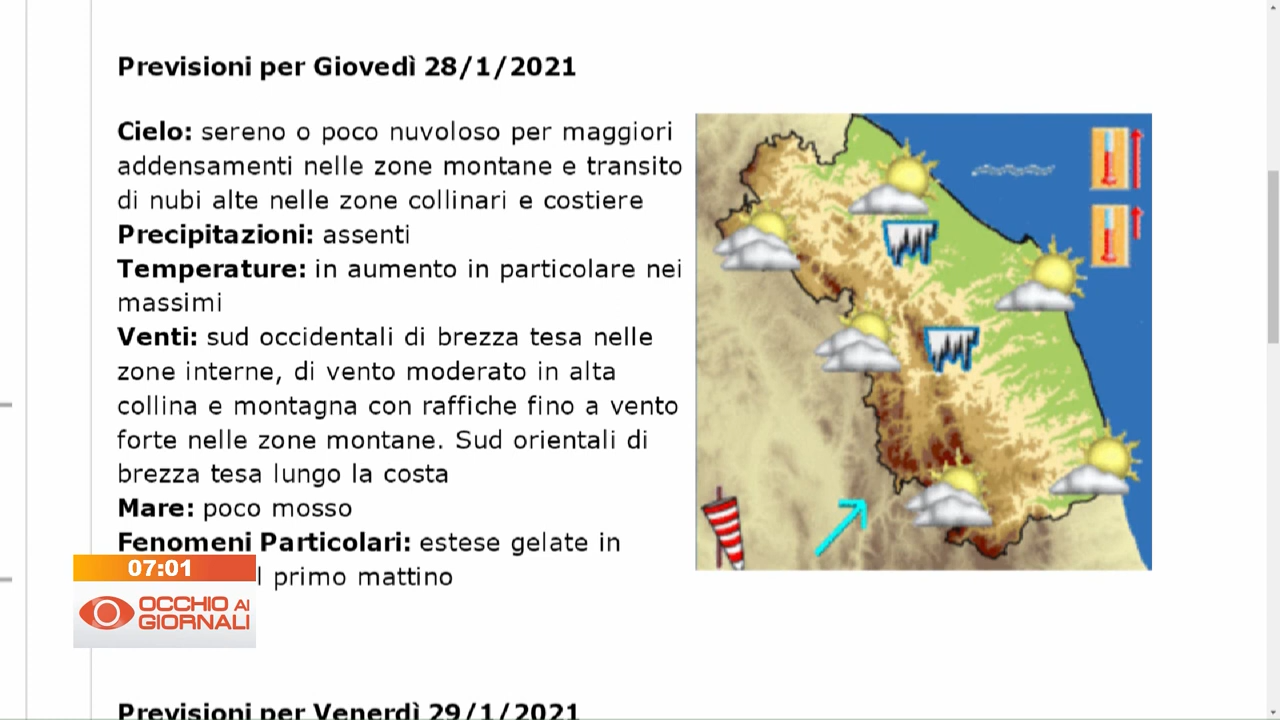 Previsioni per Giovedì 28/1/2021
Cielo: sereno o poco nuvoloso per maggiori
addensamenti nelle zone montane e transito
di nubi alte nelle zone collinari e costiere
Precipitazioni: assenti
Temperature: in aumento in particolare nei
massimi
Venti: sud occidentali di brezza tesa nelle
zone interne, di vento moderato in alta
collina e montagna con raffiche fino a vento
forte nelle zone montane. Sud orientali di
brezza tesa lungo la costa
Mare: poco mosso
Fenomeni Particolari: estese gelate in
primo mattino
07:01
OCCHIO AI
GIORNALI
Previsioni per Venerdì 29/1/2021